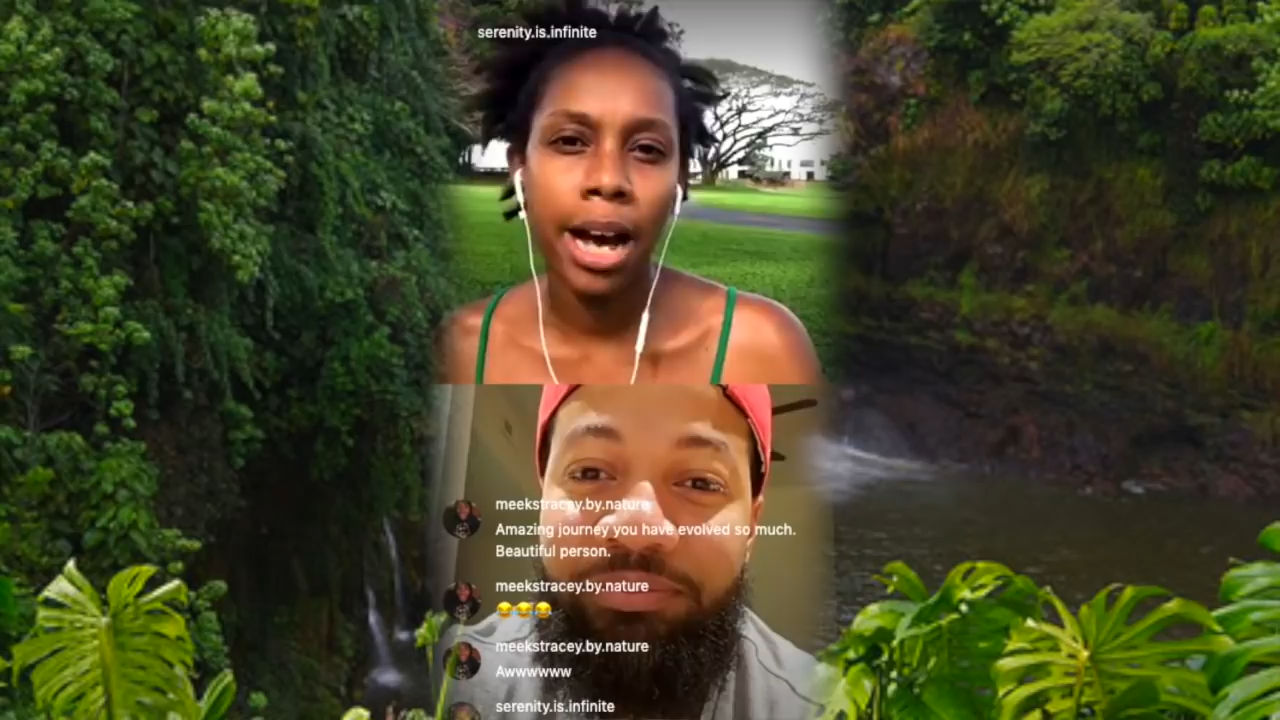 serenity.is.infinite
meekstracey.by.nature
Amazing journey you have evolved so much.
Beautiful person.
meekstracey.by.nature
😂😂😂
meekstracey.by.nature
Awwwwww
serenity.is.infinite